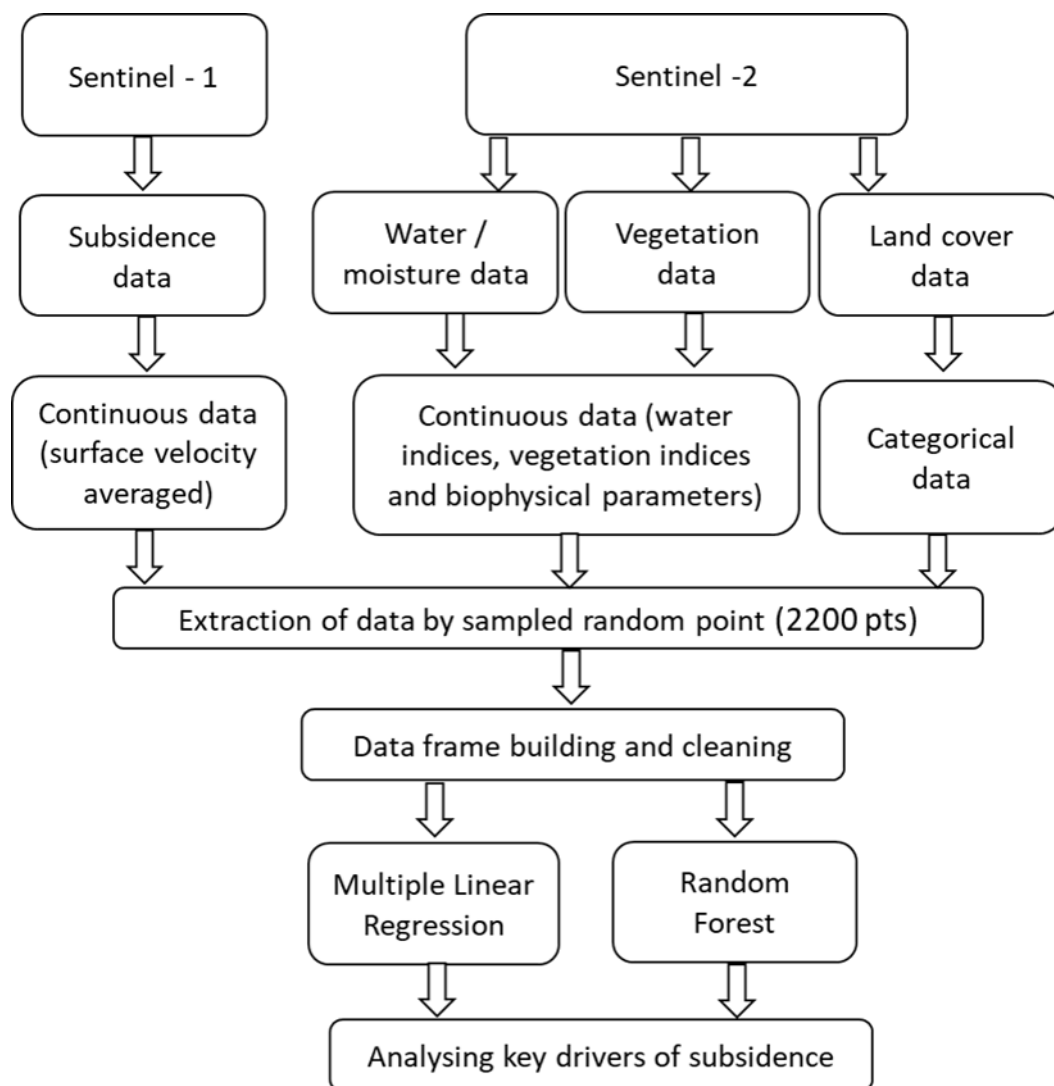 Sentinel - 1
Sentinel -2
Subsidence
data
Water /
moisture data
Vegetation
data
Land cover
data
Continuous data
(surface velocity
averaged)
Continuous data (water
indices, vegetation indices
and biophysical parameters)
Categorical
data
Extraction of data by sampled random point (2200 pts)
Data frame building and cleaning
Multiple Linear
Regression
Random
Forest
Analysing key drivers of subsidence